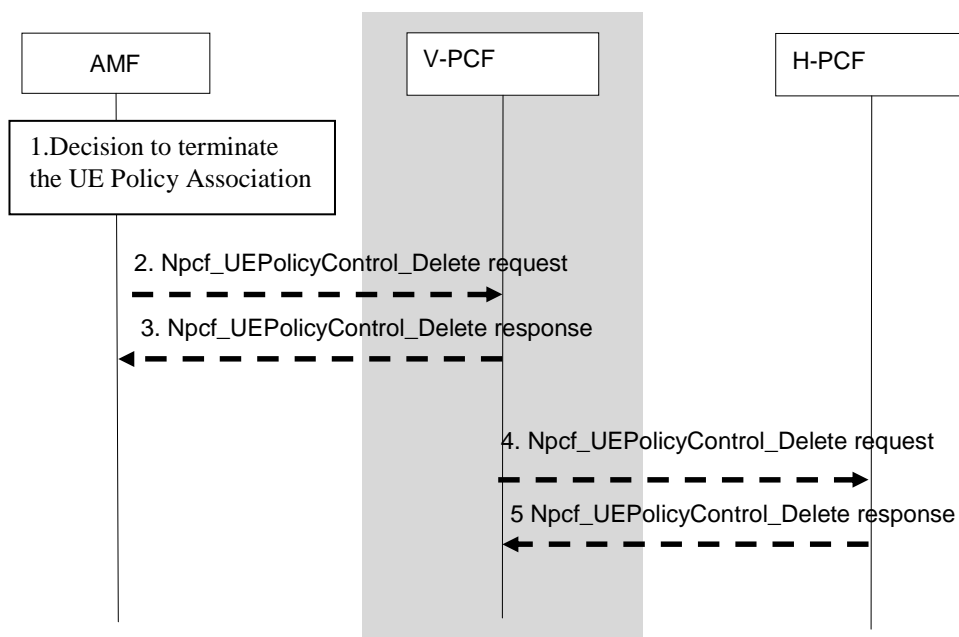 AMF
V-PCF
H-PCF
1.Decision to terminate
the UE Policy Association
2. Npcf_UEPolicyControl_Delete request
3. Npcf_UEPolicyControl_Delete response
4. Npcf_UEPolicyControl_Delete request
5 Npcf_UEPolicyControl_Delete response